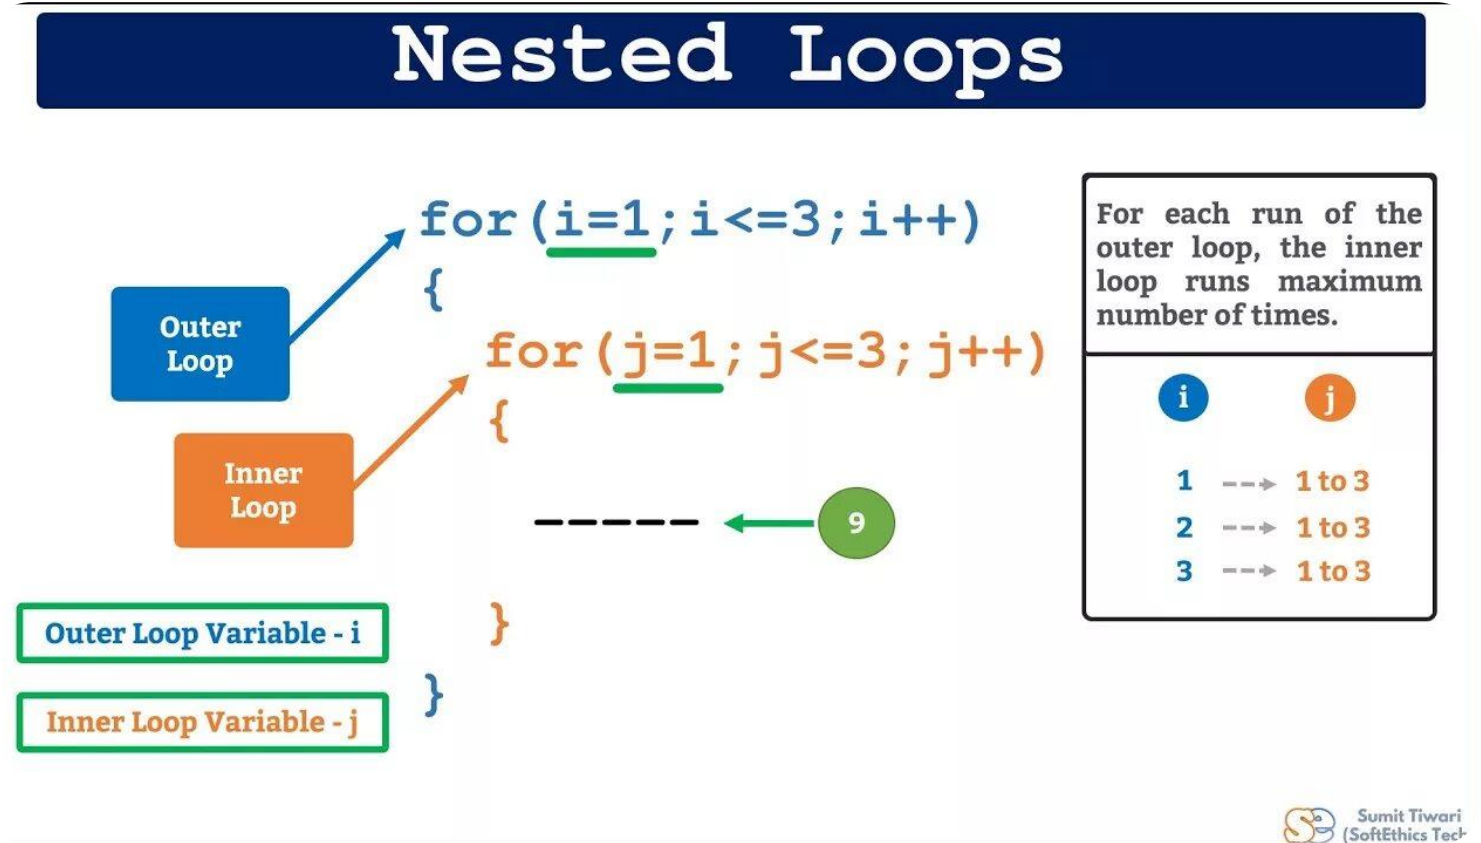 Nested Loops
for(i=1;i<=3;i++)
{
Outer
Loop
for(j=1;j<=3;j++)
{
Inner
Loop
-----
9
}
Outer Loop Variable - i
}
Inner Loop Variable - j
For each run of the
outer loop, the inner
loop runs maximum
number of times.
i j
1 --→ 1 to 3
2 --→ 1 to 3
3 --→ 1 to 3
Sumit Tiwari
(SoftEthics